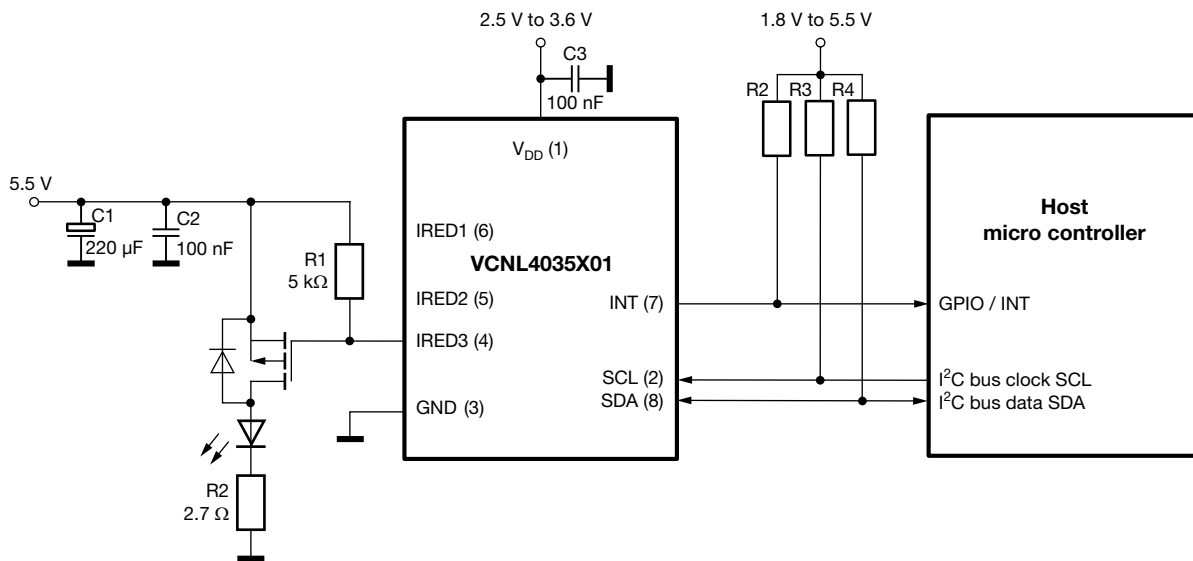 2.5 V to 3.6 V
1.8 V to 5.5 V
C3
100 nF
R2 R3 R4
V_DD (1)
5.5 V
C1
220 µF
C2
100 nF
R1
5 kΩ
IRED1 (6)
VCNL4035X01
IRED2 (5)
INT (7)
IRED3 (4)
SCL (2)
GND (3)
SDA (8)
Host
micro controller
GPIO / INT
I²C bus clock SCL
I²C bus data SDA
R2
2.7 Ω